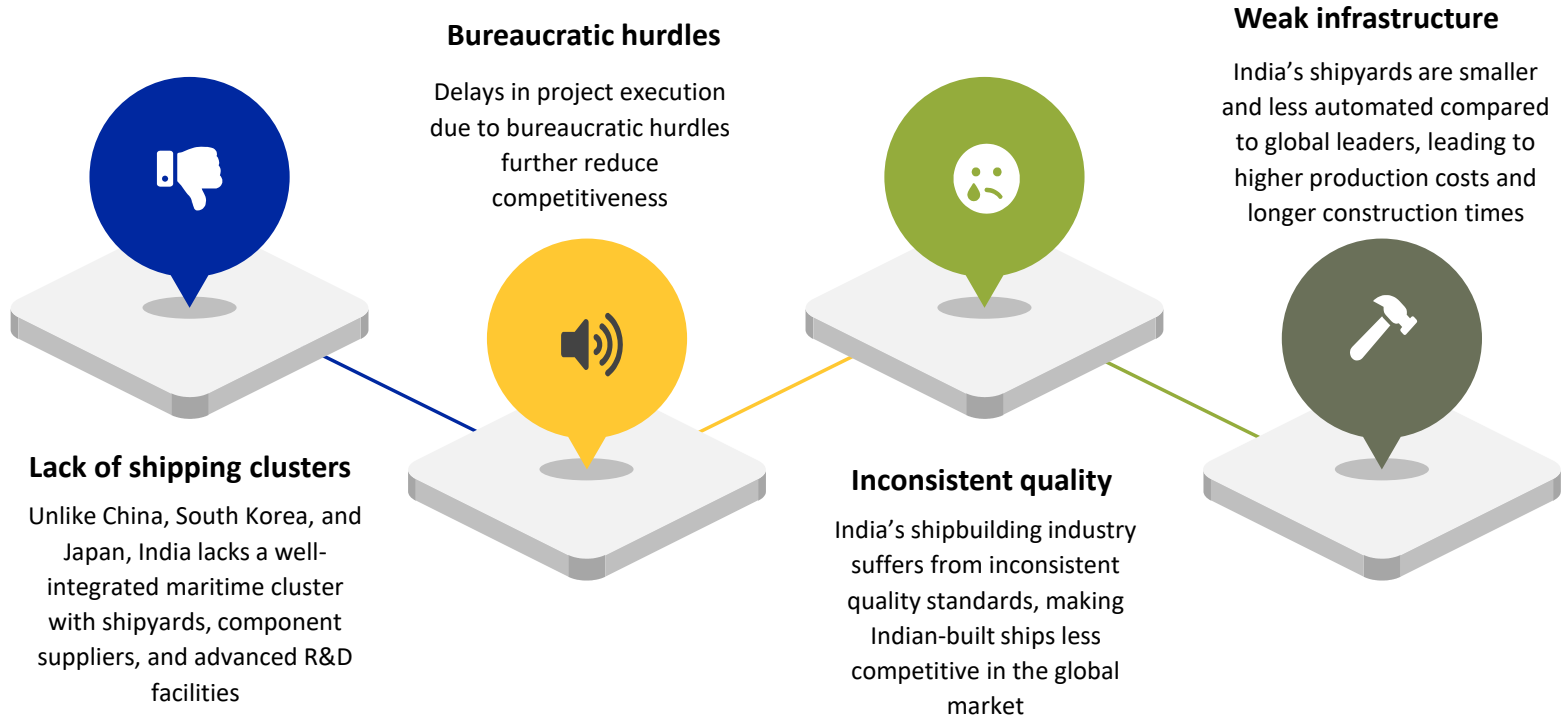 Lack of shipping clusters
Unlike China, South Korea, and
Japan, India lacks a well-
integrated maritime cluster
with shipyards, component
suppliers, and advanced R&D
facilities
Bureaucratic hurdles
Delays in project execution
due to bureaucratic hurdles
further reduce
competitiveness
Inconsistent quality
India’s shipbuilding industry
suffers from inconsistent
quality standards, making
Indian-built ships less
competitive in the global
market
Weak infrastructure
India’s shipyards are smaller
and less automated compared
to global leaders, leading to
higher production costs and
longer construction times